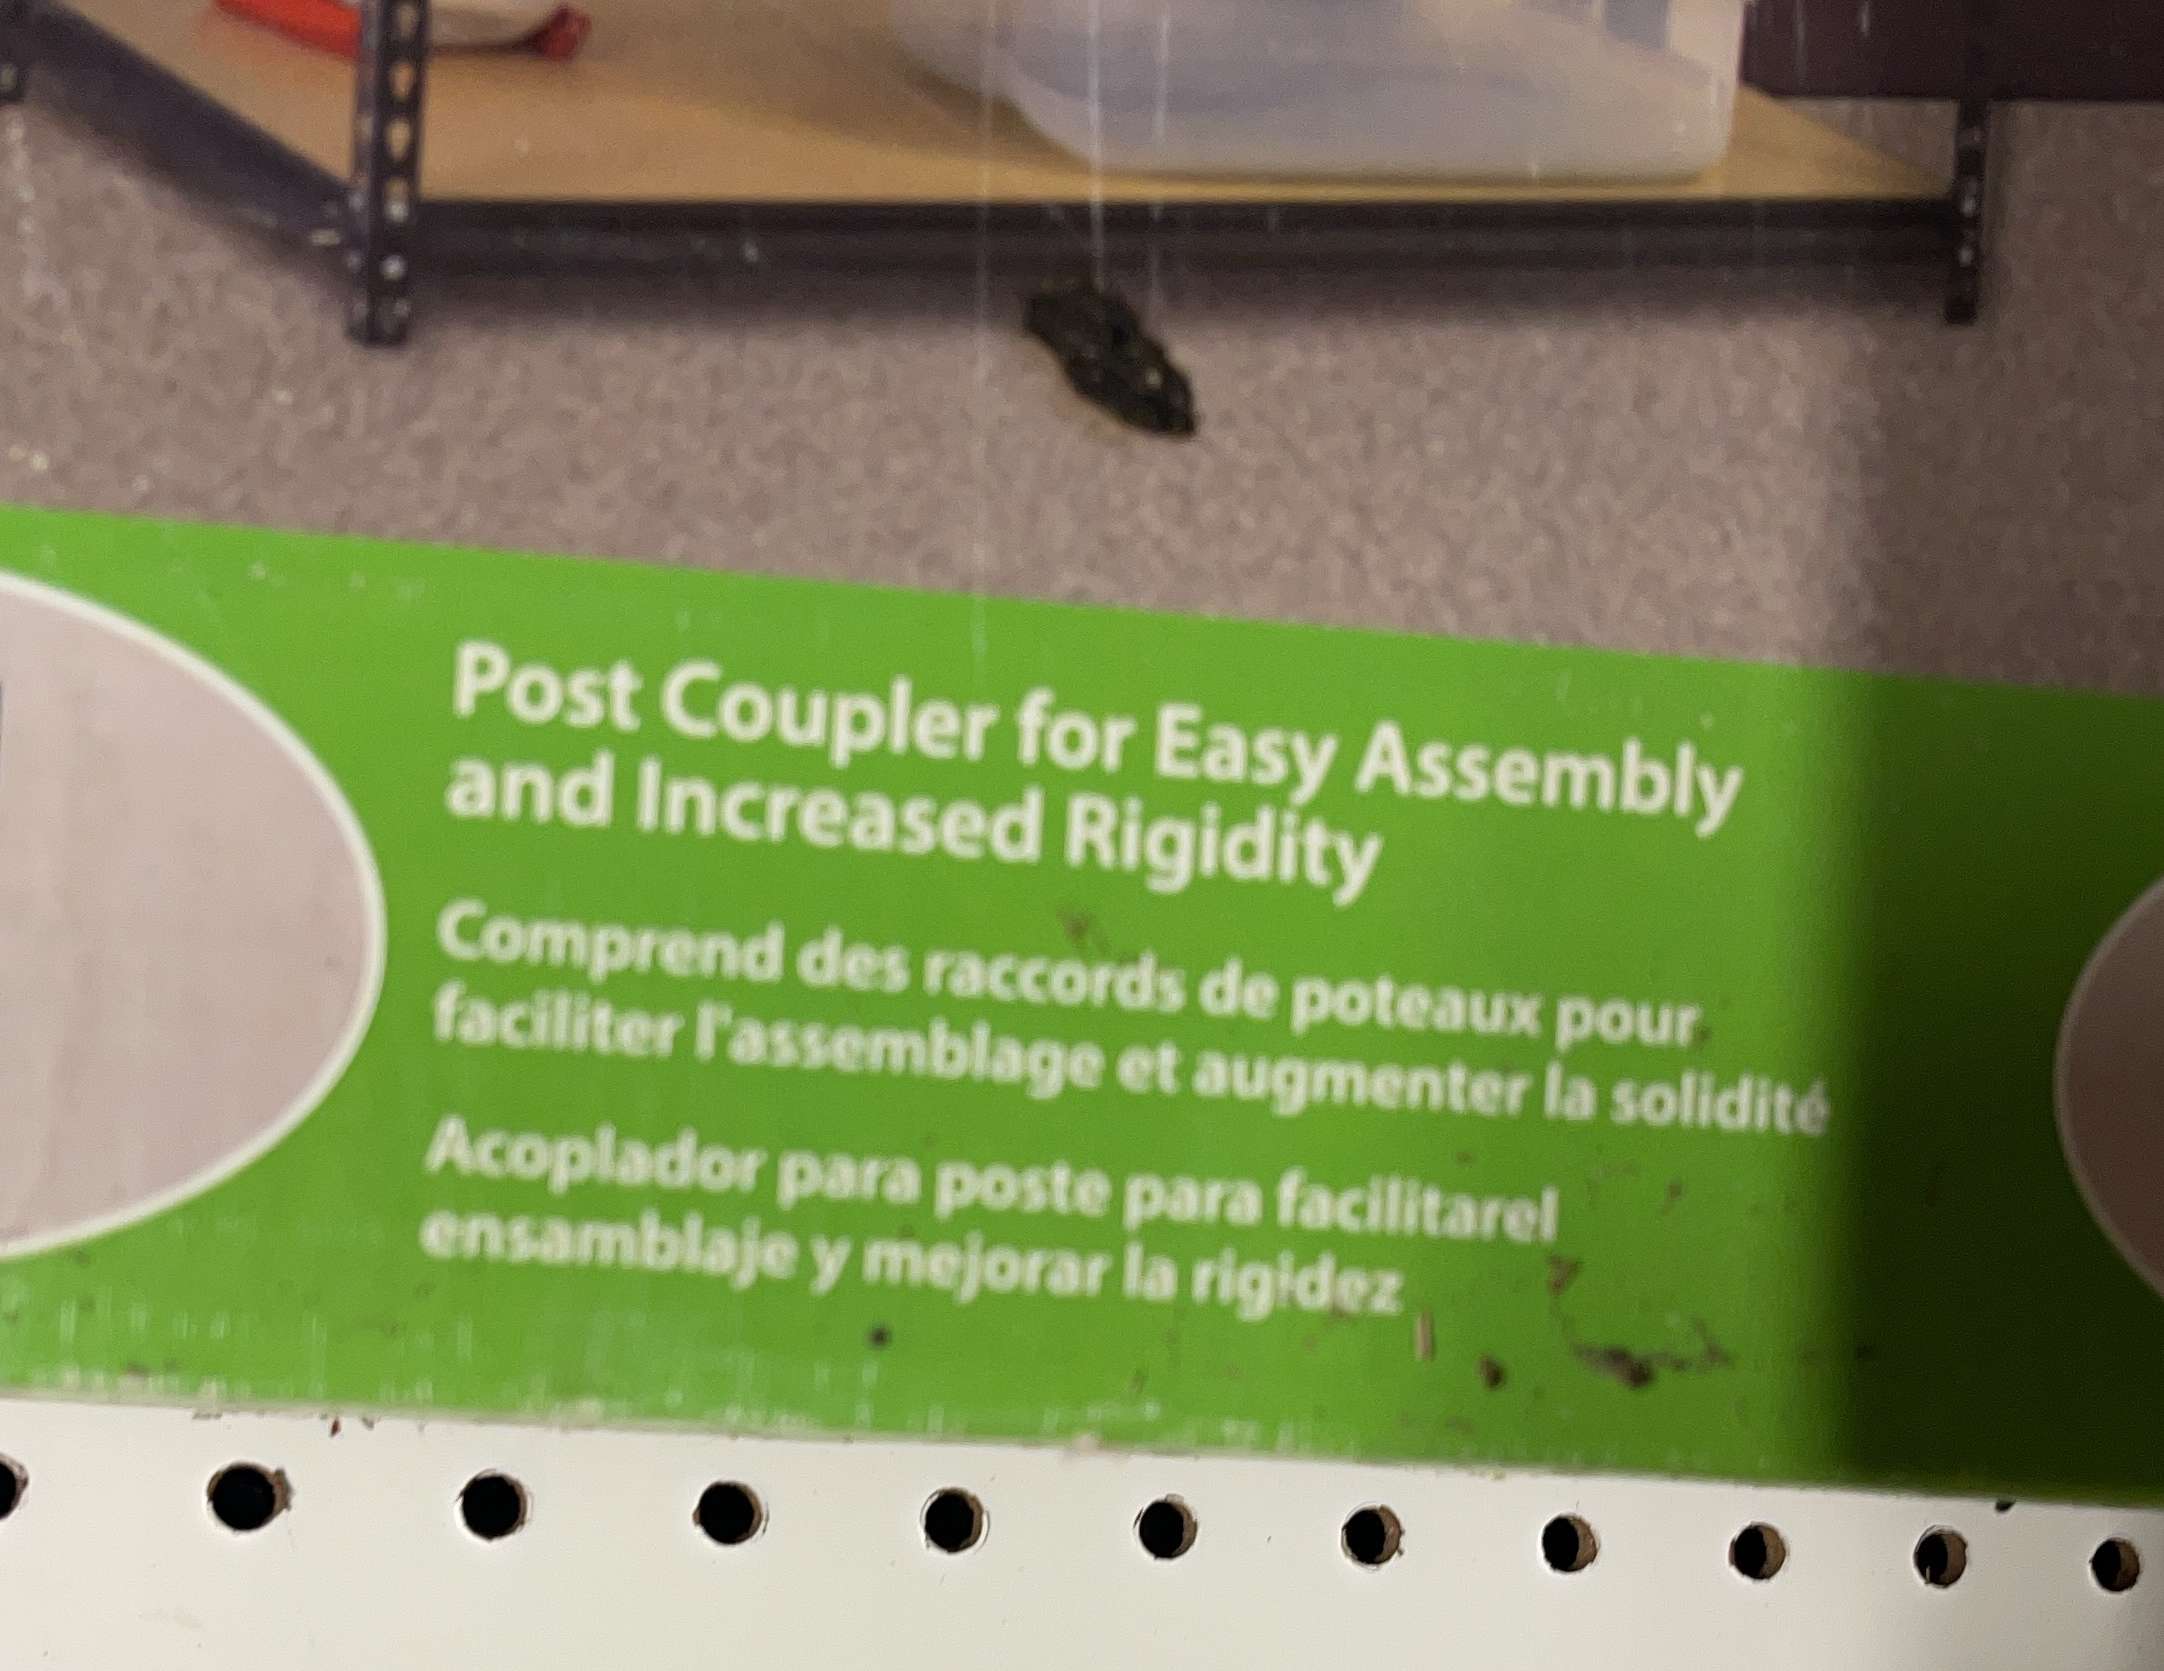 Post Coupler for Easy Assembly
and Increased Rigidity
Comprend des raccords de poteaux pour
faciliter l'assemblage et augmenter la solidité
Acoplador para poste para facilitarel
ensamblaje y mejorar la rigidez